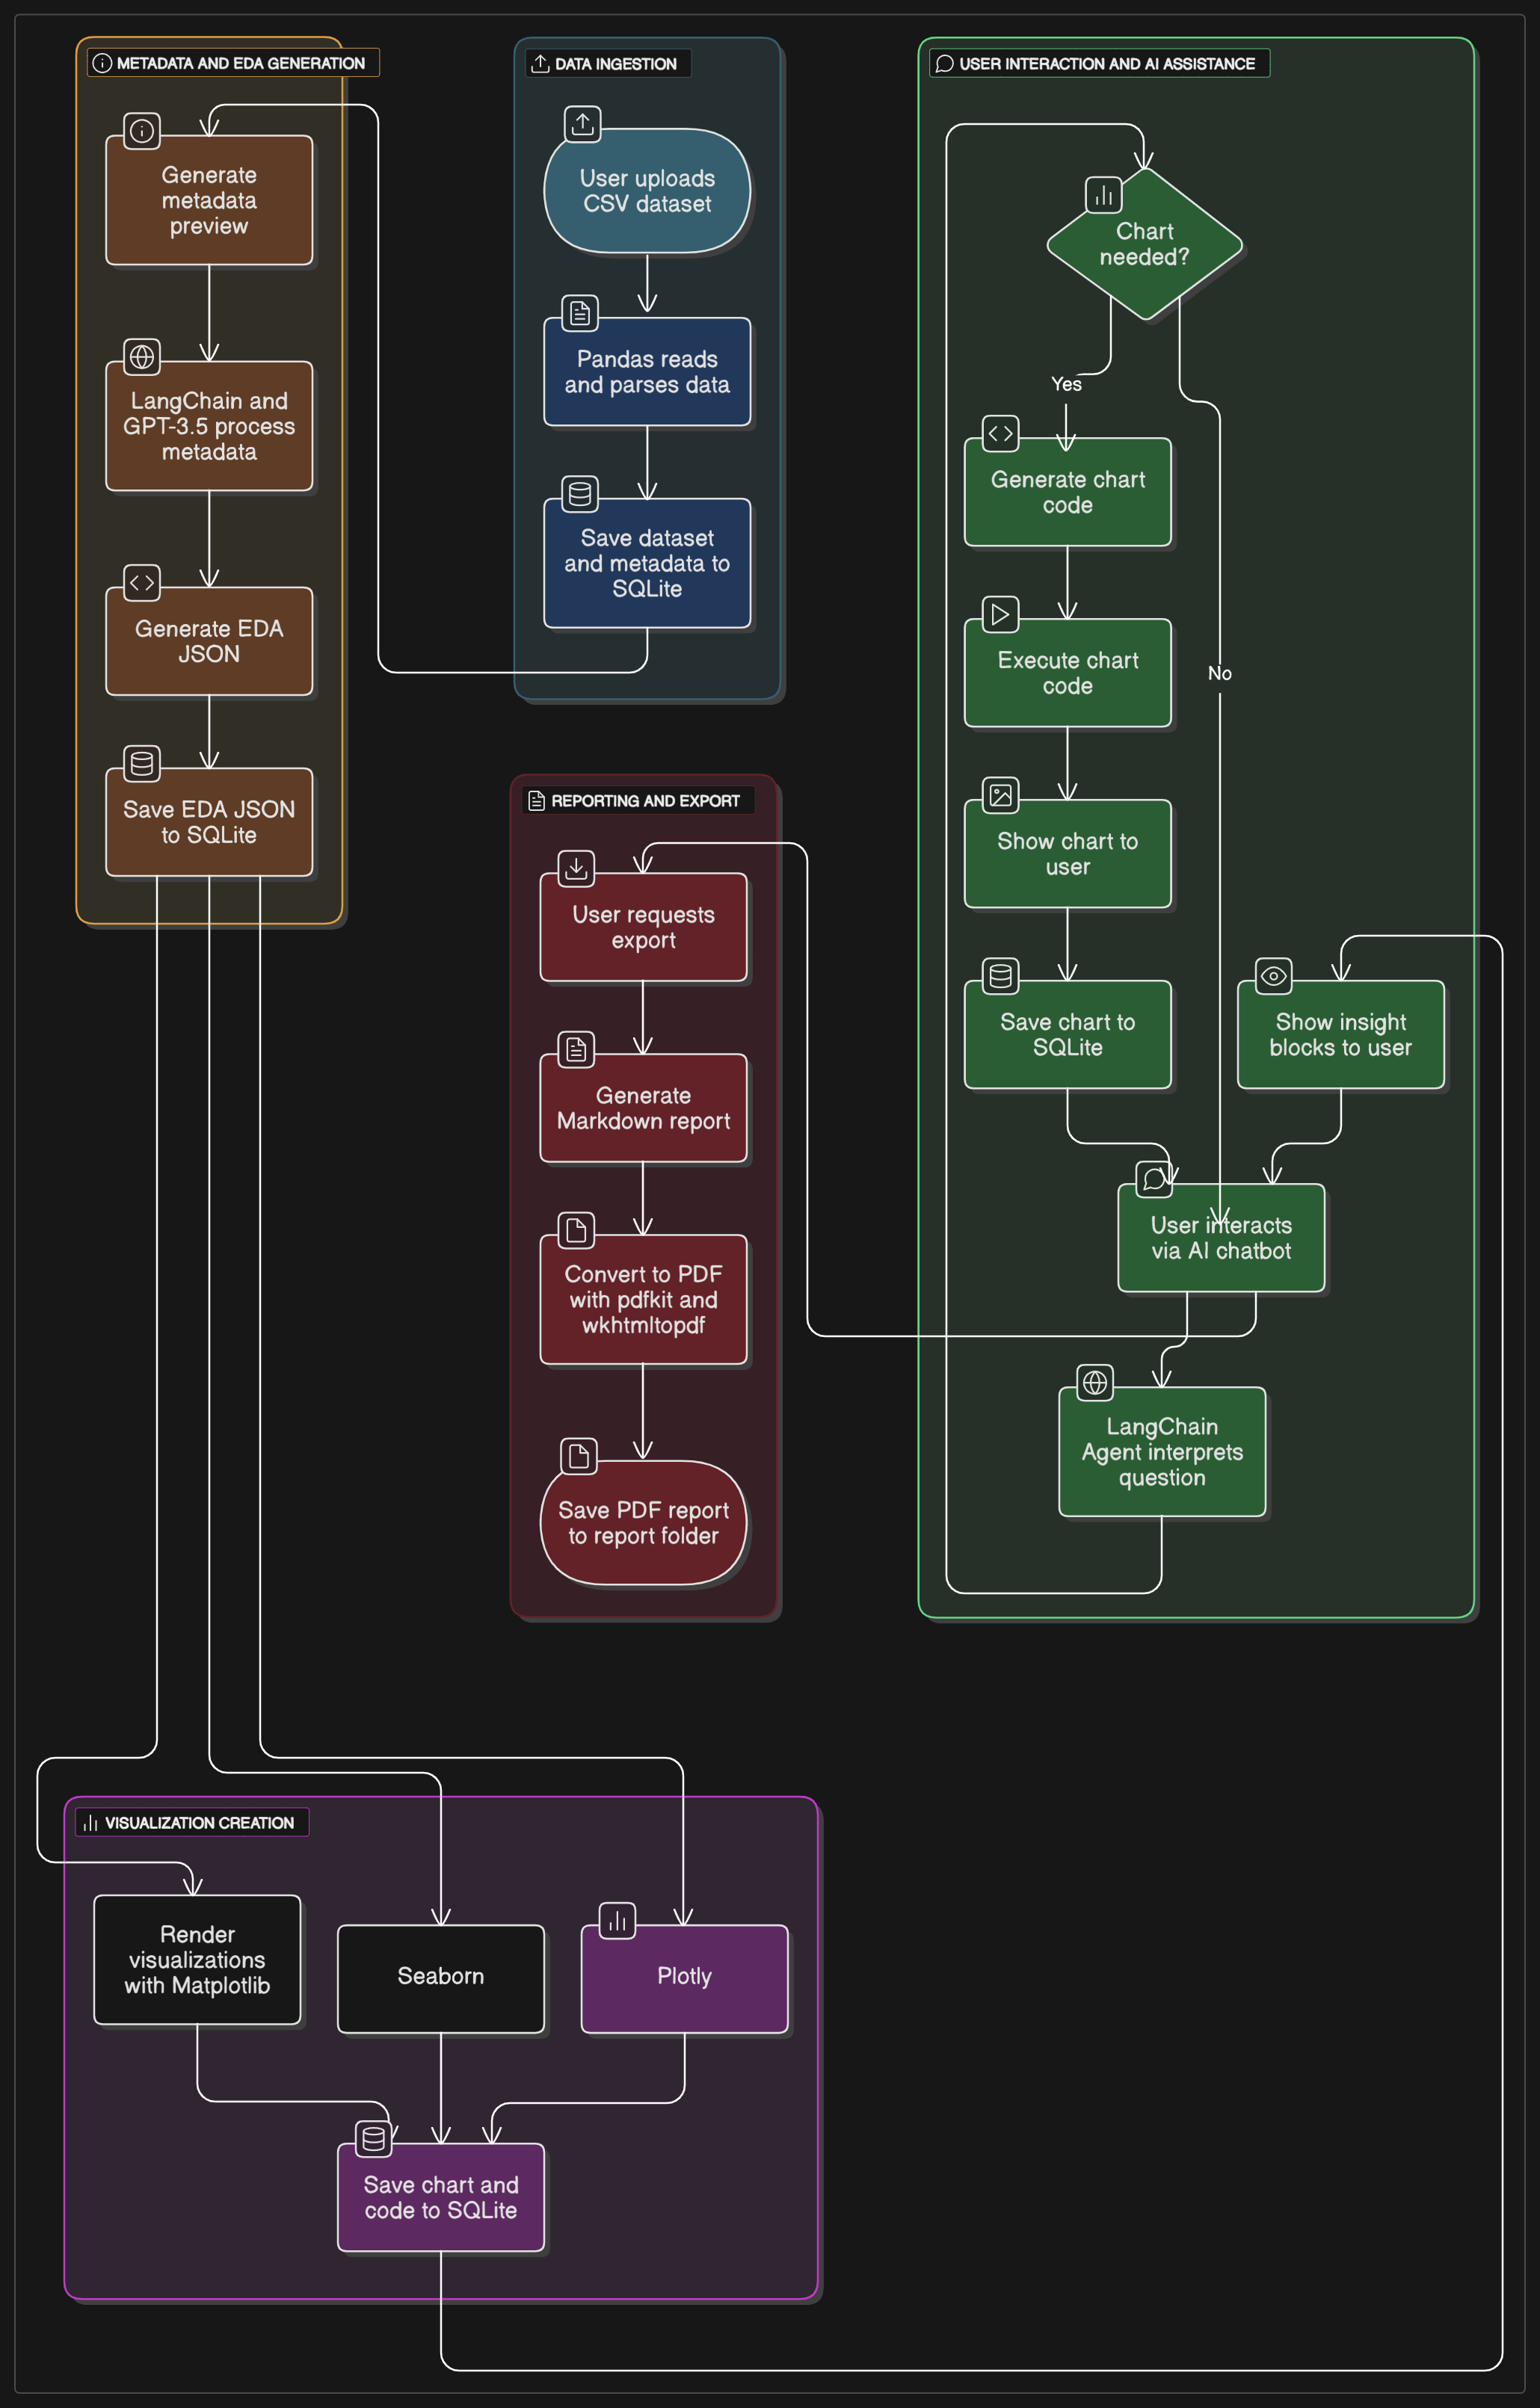 METADATA AND EDA GENERATION
Generate
metadata
preview
LangChain and
GPT-3.5 process
metadata
Generate EDA
JSON
Save EDA JSON
to SQLite
DATA INGESTION
User uploads
CSV dataset
Pandas reads
and parses data
Save dataset
and metadata to
SQLite
REPORTING AND EXPORT
User requests
export
Generate
Markdown report
Convert to PDF
with pdfkit and
wkhtmltopdf
Save PDF report
to report folder
USER INTERACTION AND AI ASSISTANCE
Chart
needed?
Yes
No
Generate chart
code
Execute chart
code
Show chart to
user
Save chart to
SQLite
Show insight
blocks to user
User interacts
via AI chatbot
LangChain
Agent interprets
question
VISUALIZATION CREATION
Render
visualizations
with Matplotlib
Seaborn
Plotly
Save chart and
code to SQLite